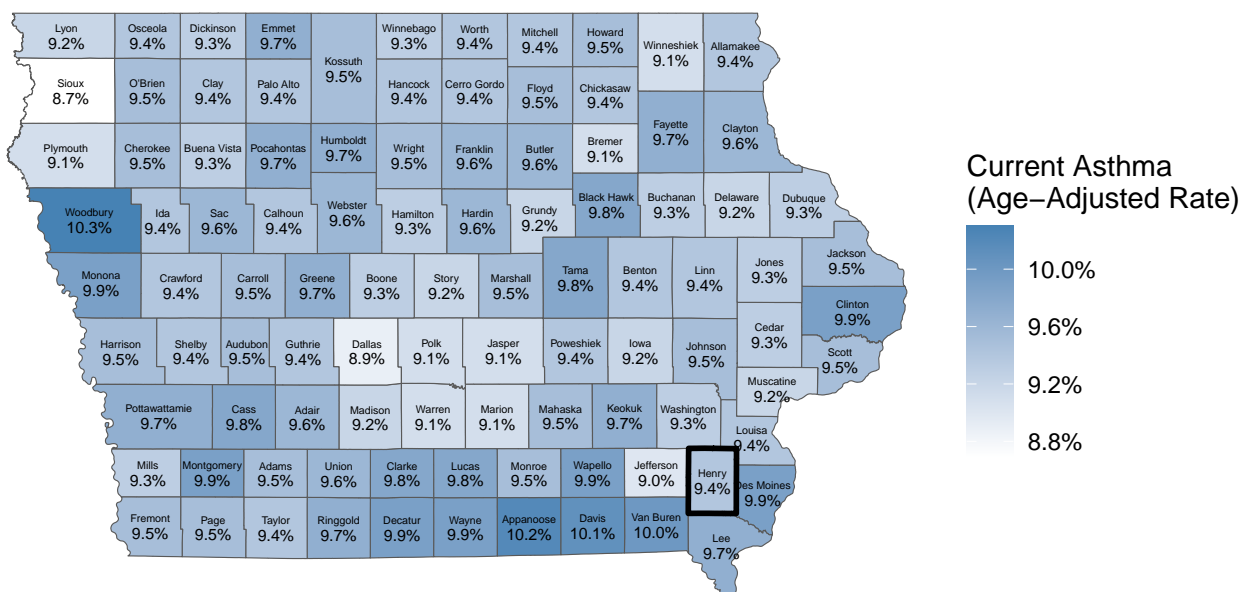 Lyon
9.2%
Osceola
9.4%
Dickinson
9.3%
Emmet
9.7%
Kossuth
9.5%
Winnebago
9.3%
Worth
9.4%
Mitchell
9.4%
Howard
9.5%
Winneshiek
9.1%
Allamakee
9.4%
Sioux
8.7%
O'Brien
9.5%
Clay
9.4%
Palo Alto
9.4%
Hancock
9.4%
Cerro Gordo
9.4%
Floyd
9.5%
Chickasaw
9.4%
Fayette
9.7%
Clayton
9.6%
Plymouth
9.1%
Cherokee
9.5%
Buena Vista
9.3%
Pocahontas
9.7%
Humboldt
9.7%
Wright
9.5%
Franklin
9.6%
Butler
9.6%
Bremer
9.1%
Woodbury
10.3%
Ida
9.4%
Sac
9.6%
Calhoun
9.4%
Webster
9.6%
Hamilton
9.3%
Hardin
9.6%
Grundy
9.2%
Black Hawk
9.8%
Buchanan
9.3%
Delaware
9.2%
Dubuque
9.3%
Monona
9.9%
Crawford
9.4%
Carroll
9.5%
Greene
9.7%
Boone
9.3%
Story
9.2%
Marshall
9.5%
Tama
9.8%
Benton
9.4%
Linn
9.4%
Jones
9.3%
Jackson
9.5%
Clinton
9.9%
Harrison
9.5%
Shelby
9.4%
Audubon
9.5%
Guthrie
9.4%
Dallas
8.9%
Polk
9.1%
Jasper
9.1%
Poweshiek
9.4%
Iowa
9.2%
Johnson
9.5%
Cedar
9.3%
Scott
9.5%
Muscatine
9.2%
Pottawattamie
9.7%
Cass
9.8%
Adair
9.6%
Madison
9.2%
Warren
9.1%
Marion
9.1%
Mahaska
9.5%
Keokuk
9.7%
Washington
9.3%
Louisa
9.4%
Mills
9.3%
Montgomery
9.9%
Adams
9.5%
Union
9.6%
Clarke
9.8%
Lucas
9.8%
Monroe
9.5%
Wapello
9.9%
Jefferson
9.0%
Henry
9.4%
Des Moines
9.9%
Fremont
9.5%
Page
9.5%
Taylor
9.4%
Ringgold
9.7%
Decatur
9.9%
Wayne
9.9%
Appanoose
10.2%
Davis
10.1%
Van Buren
10.0%
Lee
9.7%
Current Asthma
(Age−Adjusted Rate)
10.0%
9.6%
9.2%
8.8%